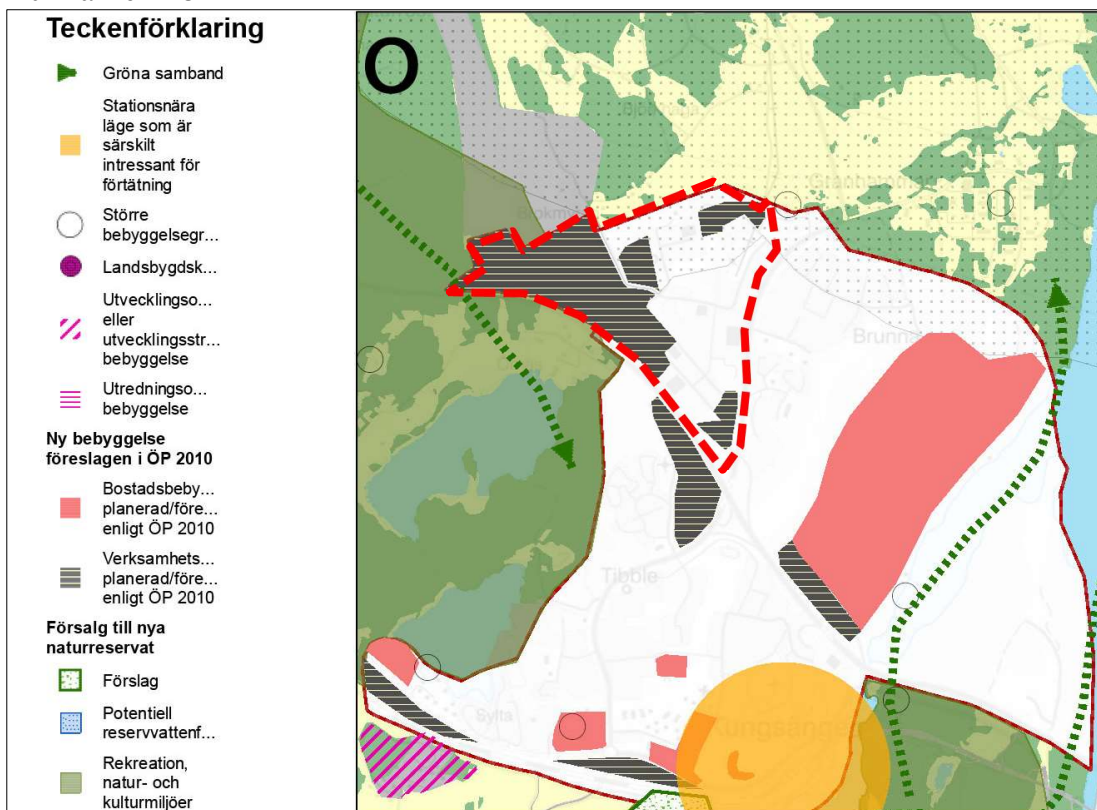 Teckenförklaring
Gröna samband
Stationsnära
läge som är
särskilt
intressant för
förtätning
Större
bebyggelsegr...
Landsbygdsk...
Utvecklingso...
eller
utvecklingsstr...
bebyggelse
Utredningso...
bebyggelse
Ny bebyggelse
föreslagen i ÖP 2010
Bostadsbeby...
planerad/före...
enligt ÖP 2010
Verksamhets...
planerad/före...
enligt ÖP 2010
Försalg till nya
naturreservat
Förslag
Potentiell
reservvattenf...
Rekreation,
natur- och
kulturmiljöer
O
Brunna
Tibble
Sylta